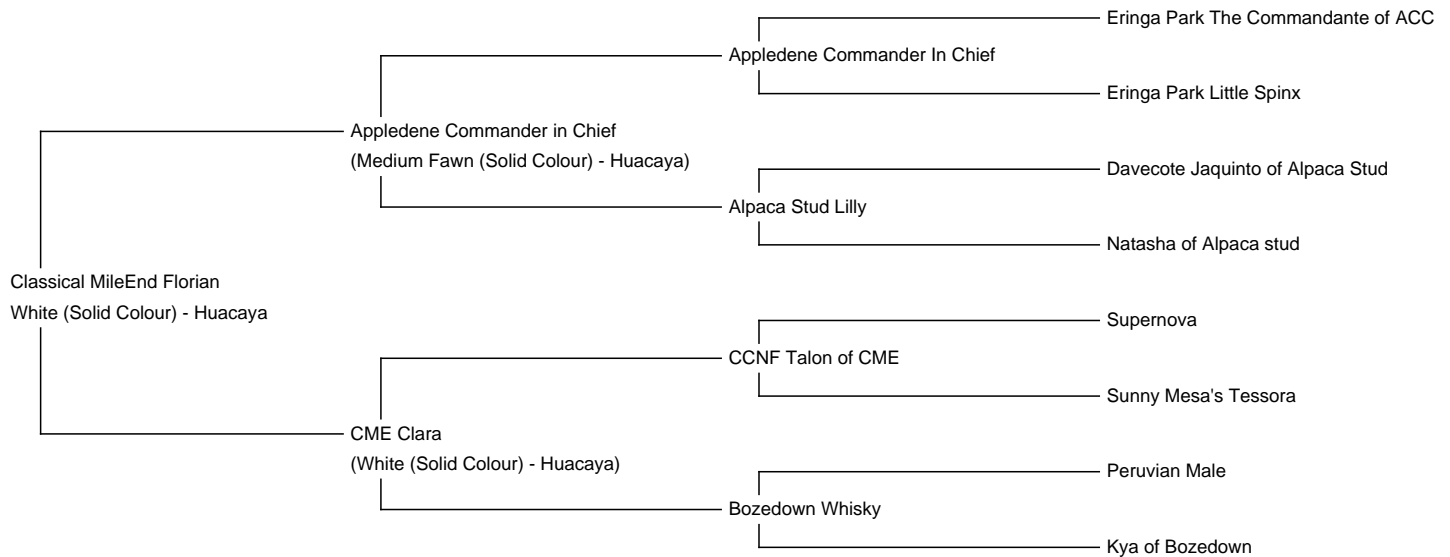 Eringa Park The Commandante of ACC
Appledene Commander In Chief
Eringa Park Little Spinx
Appledene Commander in Chief
(Medium Fawn (Solid Colour) - Huacaya)
Davecote Jaquinto of Alpaca Stud
Alpaca Stud Lilly
Natasha of Alpaca stud
Classical MileEnd Florian
White (Solid Colour) - Huacaya
Supernova
CCNF Talon of CME
Sunny Mesa's Tessora
CME Clara
(White (Solid Colour) - Huacaya)
Peruvian Male
Bozedown Whisky
Kya of Bozedown